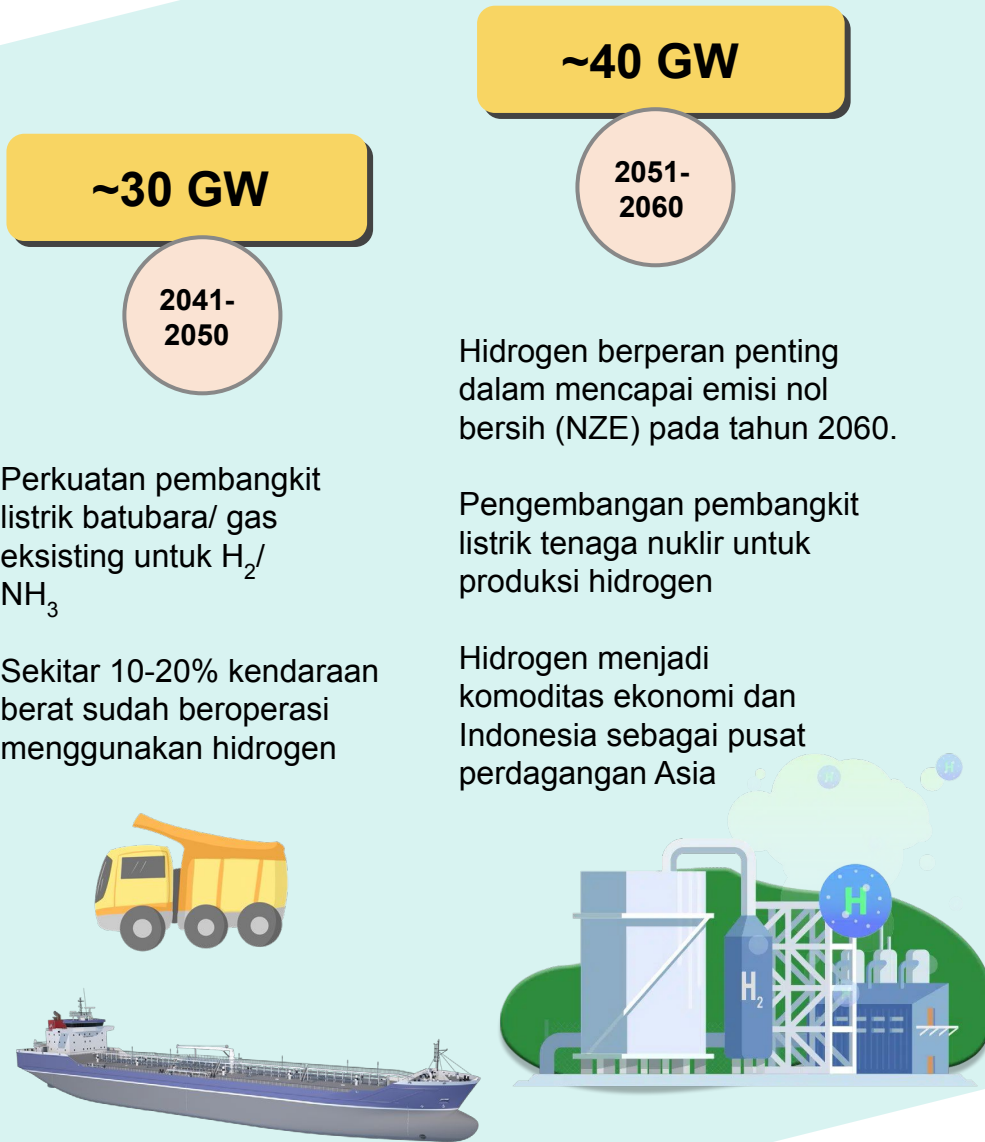 ~30 GW
2041-
2050
Perkuatan pembangkit
listrik batubara/ gas
eksisting untuk H₂/
NH₃
Sekitar 10-20% kendaraan
berat sudah beroperasi
menggunakan hidrogen
~40 GW
2051-
2060
Hidrogen berperan penting
dalam mencapai emisi nol
bersih (NZE) pada tahun 2060.
Pengembangan pembangkit
listrik tenaga nuklir untuk
produksi hidrogen
Hidrogen menjadi
komoditas ekonomi dan
Indonesia sebagai pusat
perdagangan Asia
H
H
H
H₂